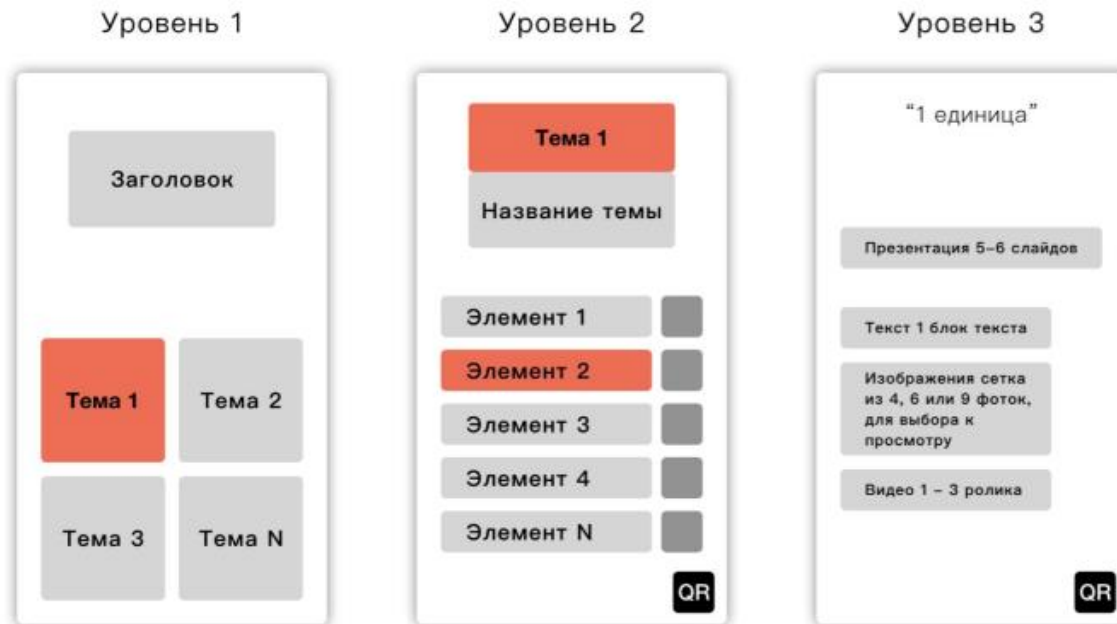 Уровень 1
Заголовок
Тема 1
Тема 2
Тема 3
Тема N
Уровень 2
Тема 1
Название темы
Элемент 1
Элемент 2
Элемент 3
Элемент 4
Элемент N
QR
Уровень 3
“1 единица”
Презентация 5–6 слайдов
Текст 1 блок текста
Изображения сетка
из 4, 6 или 9 фоток,
для выбора к
просмотру
Видео 1 – 3 ролика
QR